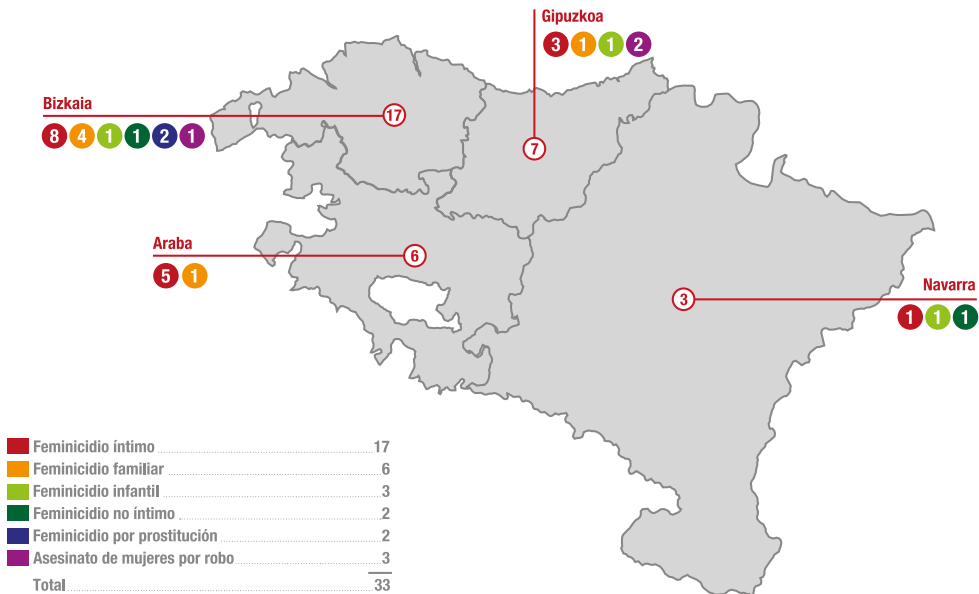 Gipuzkoa
3 1 1 2
Bizkaia
17
8 4 1 1 2 1
7
Araba
6
5 1
Navarra
3
1 1 1
Feminicidio íntimo 17
Feminicidio familiar 6
Feminicidio infantil 3
Feminicidio no íntimo 2
Feminicidio por prostitución 2
Asesinato de mujeres por robo 3
Total 33